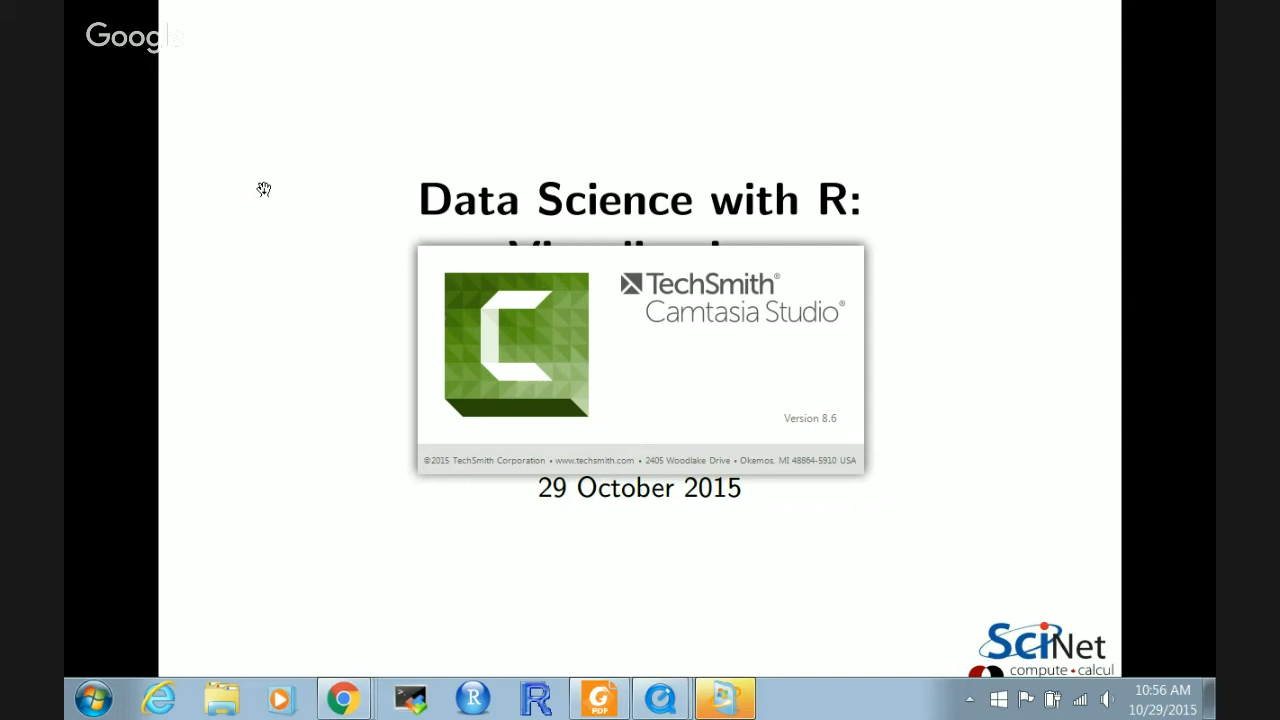 Google
Data Science with R:
TechSmith®
Camtasia Studio®
Version 8.6
©2015 TechSmith Corporation • www.techsmith.com • 2405 Woodlake Drive • Okemos, MI 48864-5910 USA
29 October 2015
SciNet
compute • calcul
PDF
10:56 AM
10/29/2015